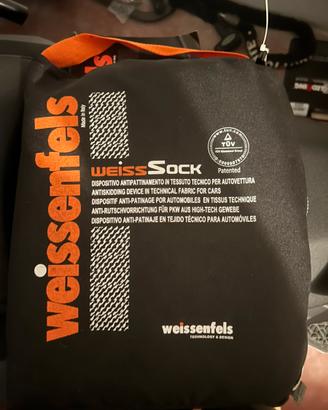 weissenfels
Made in Italy
TÜV
Patented
WEISSSOCK
DISPOSITIVO ANTIPATTINAMENTO IN TESSUTO TECNICO PER AUTOVETTURA
ANTISKIDDING DEVICE IN TECHNICAL FABRIC FOR CARS
DISPOSITIF ANTI-PATINAGE POUR AUTOMOBILES EN TISSUS TECHNIQUE
ANTI-RUTSCHVORRICHTUNG FÜR PKW AUS HIGH-TECH GEWEBE
DISPOSITIVO ANTI-PATINAJE EN TEJIDO TÉCNICO PARA AUTOMÓVILES
weissenfels
TECHNOLOGY & DESIGN